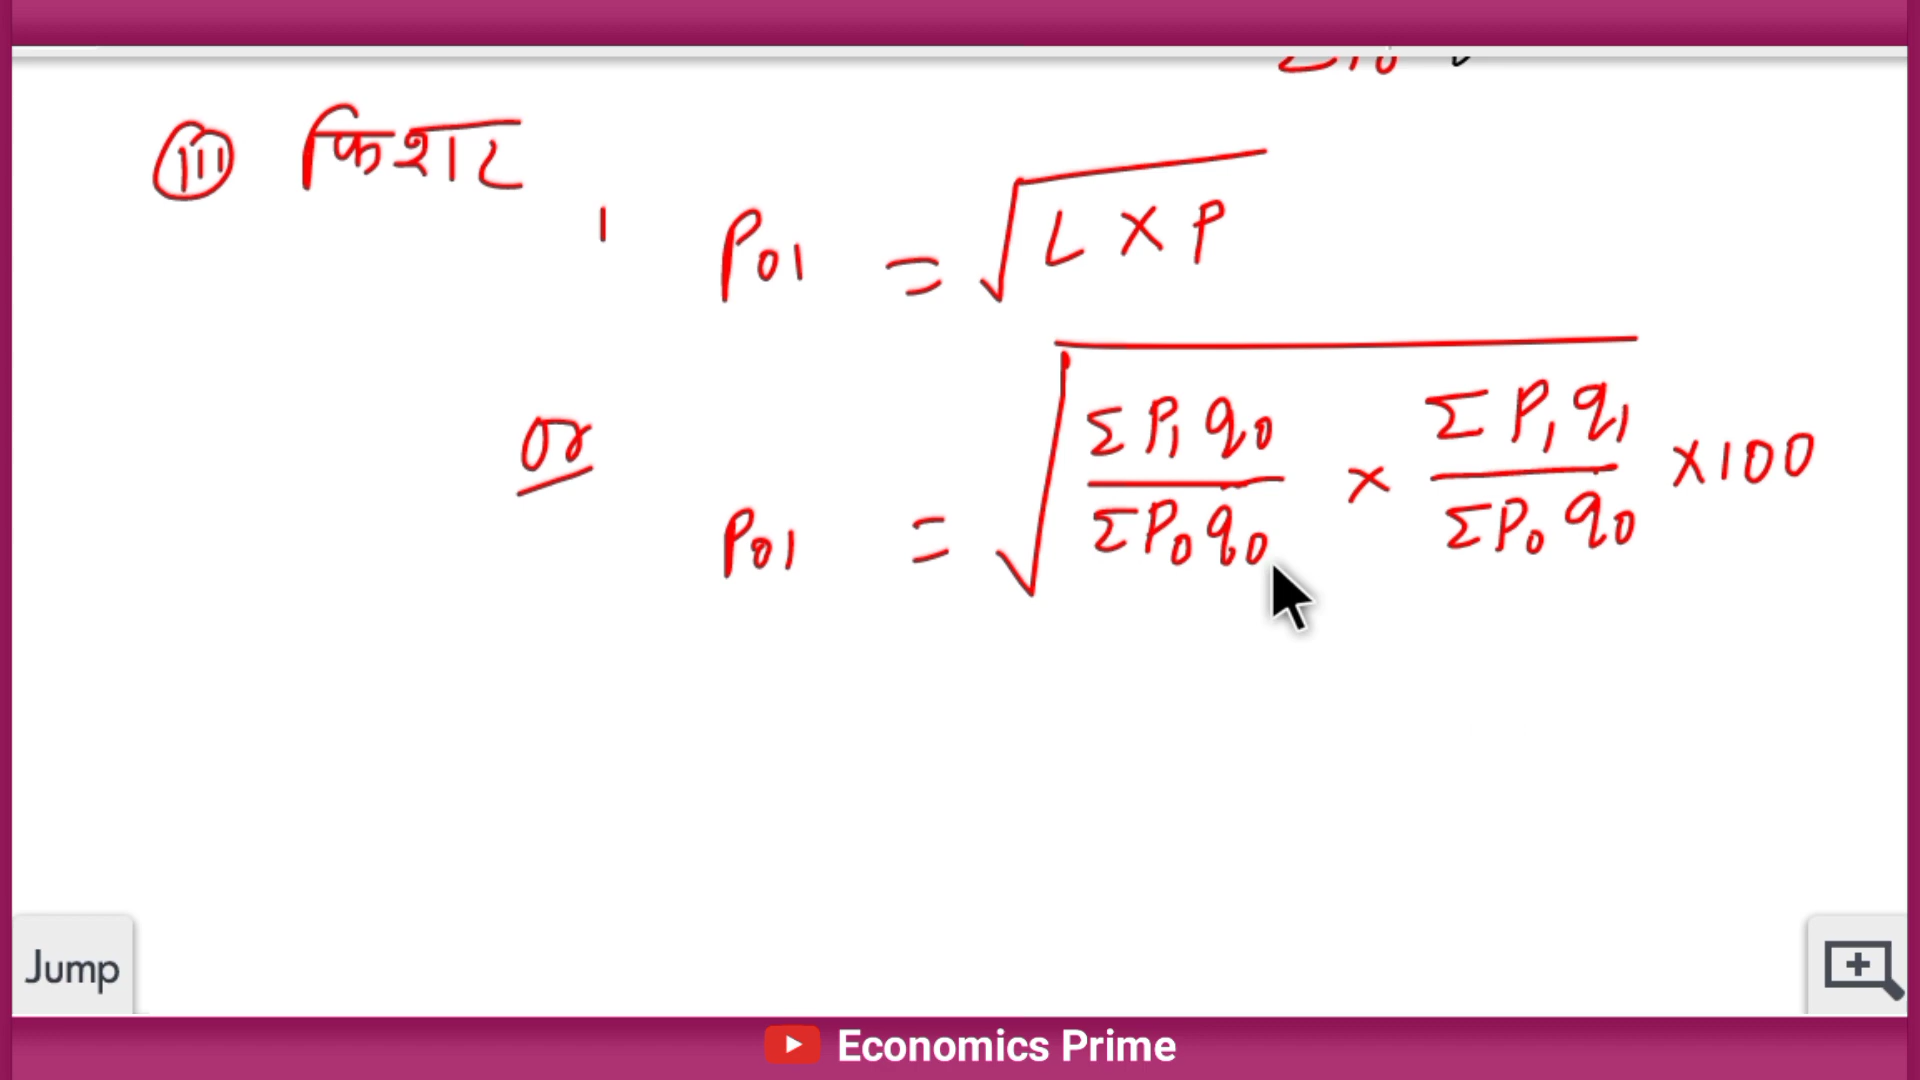 (iii) फिशर
P01 = √(L × P)
or
P01 = √(ΣP1q0 / ΣP0q0 × ΣP1q1 / ΣP0q0) × 100
Jump
Economics Prime